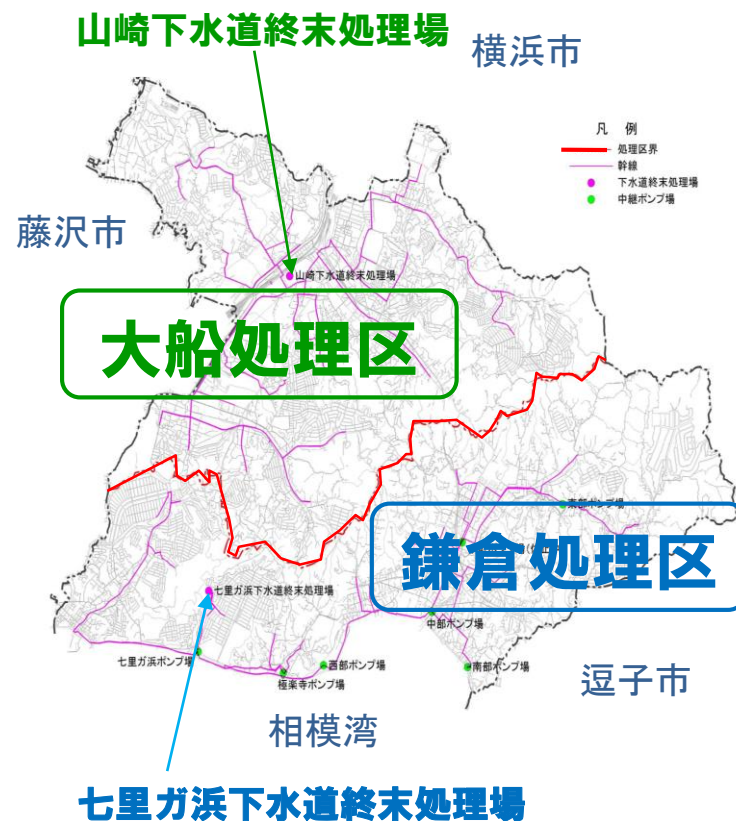 山崎下水道終末処理場
横浜市
凡 例
処理区界
幹線
下水道終末処理場
中継ポンプ場
藤沢市
山崎下水道終末処理場
大船処理区
東部ポンプ場
鎌倉処理区
七里ガ浜下水道終末処理場
中部ポンプ場
七里ガ浜ポンプ場
西部ポンプ場
南部ポンプ場
極楽寺ポンプ場
逗子市
相模湾
七里ガ浜下水道終末処理場